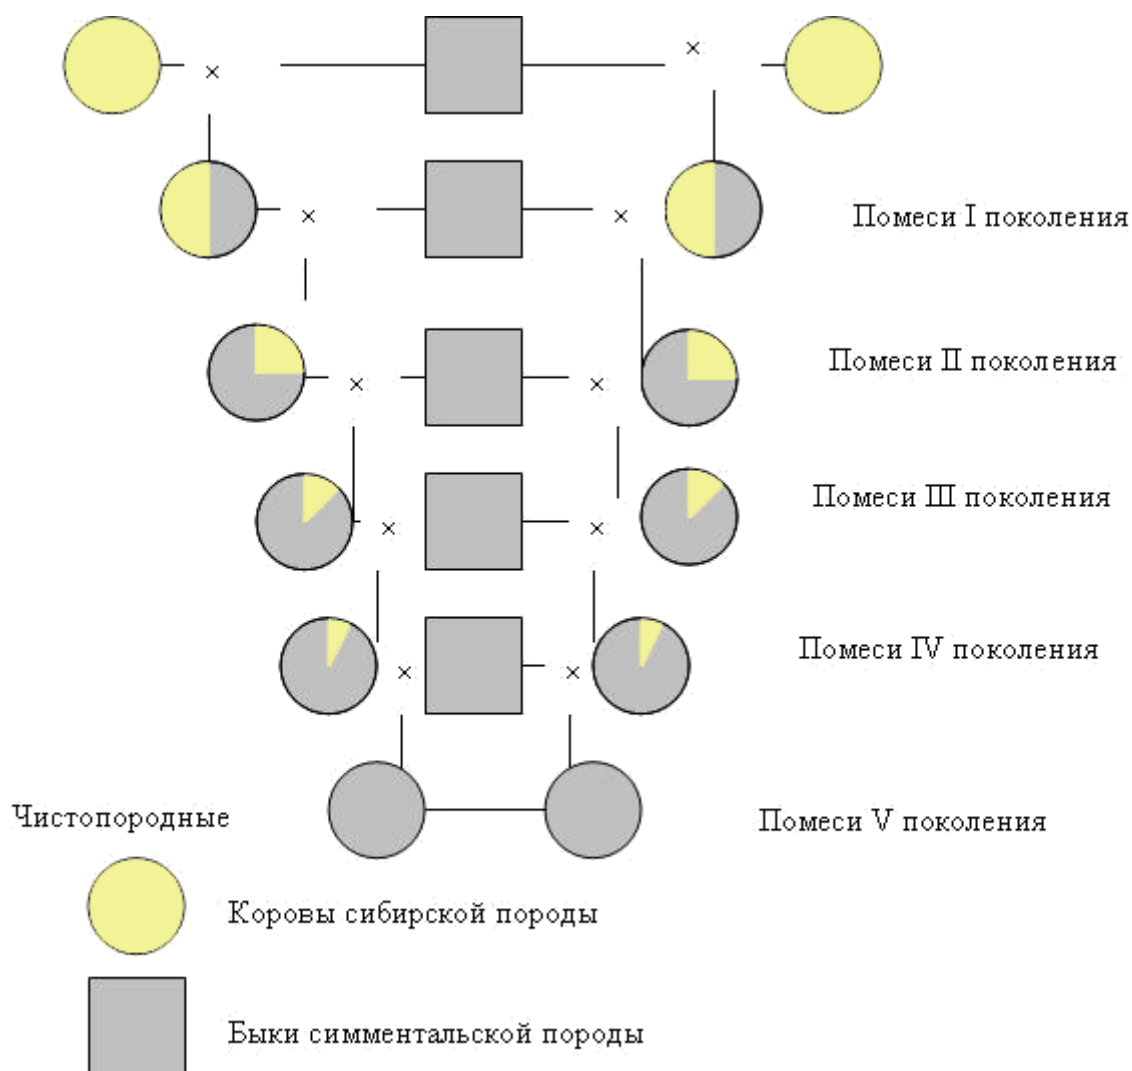 Помеси I поколения
Помеси II поколения
Помеси III поколения
Помеси IV поколения
Чистопородные
Помеси V поколения
Коровы сибирской породы
Быки симментальской породы